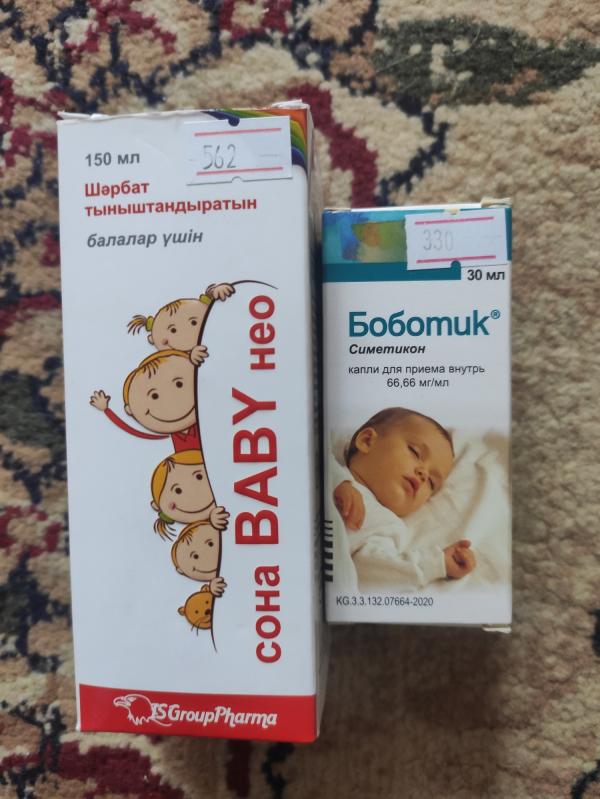 150 мл
562
Шәрбат
тыныштандыратын
балалар үшін
сона BABY нео
TSGroupPharma
330
30 мл
Боботик®
Симетикон
капли для приема внутрь
66,66 мг/мл
KG.3.3.132.07664-2020